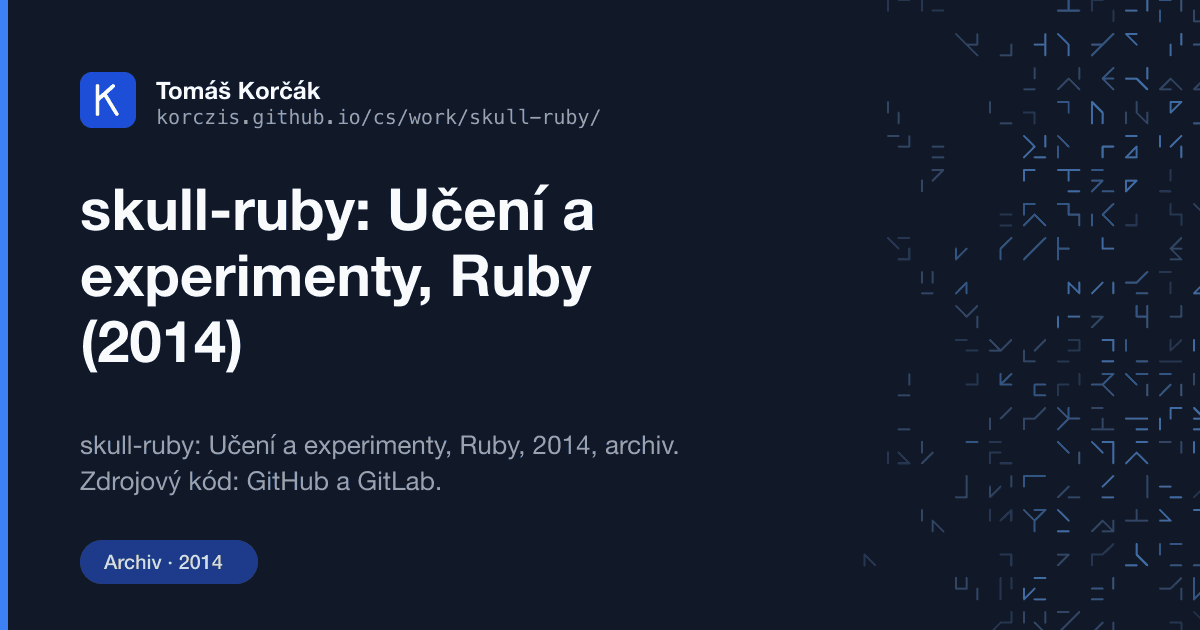 K
Tomáš Korčák
korczis.github.io/cs/work/skull-ruby/
skull-ruby: Učení a
experimenty, Ruby
(2014)
skull-ruby: Učení a experimenty, Ruby, 2014, archiv.
Zdrojový kód: GitHub a GitLab.
Archiv · 2014